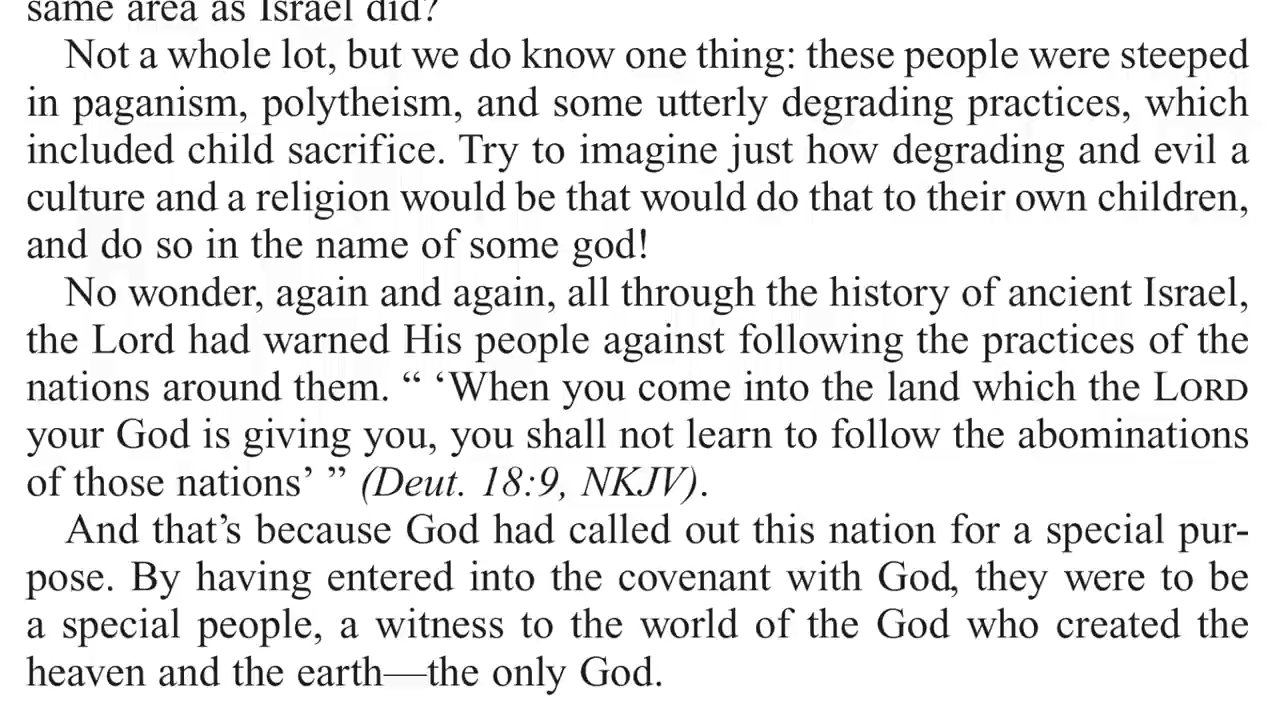 same area as Israel did?
Not a whole lot, but we do know one thing: these people were steeped
in paganism, polytheism, and some utterly degrading practices, which
included child sacrifice. Try to imagine just how degrading and evil a
culture and a religion would be that would do that to their own children,
and do so in the name of some god!
No wonder, again and again, all through the history of ancient Israel,
the Lord had warned His people against following the practices of the
nations around them. “ ‘When you come into the land which the LORD
your God is giving you, you shall not learn to follow the abominations
of those nations’ ” (Deut. 18:9, NKJV).
And that’s because God had called out this nation for a special pur-
pose. By having entered into the covenant with God, they were to be
a special people, a witness to the world of the God who created the
heaven and the earth—the only God.